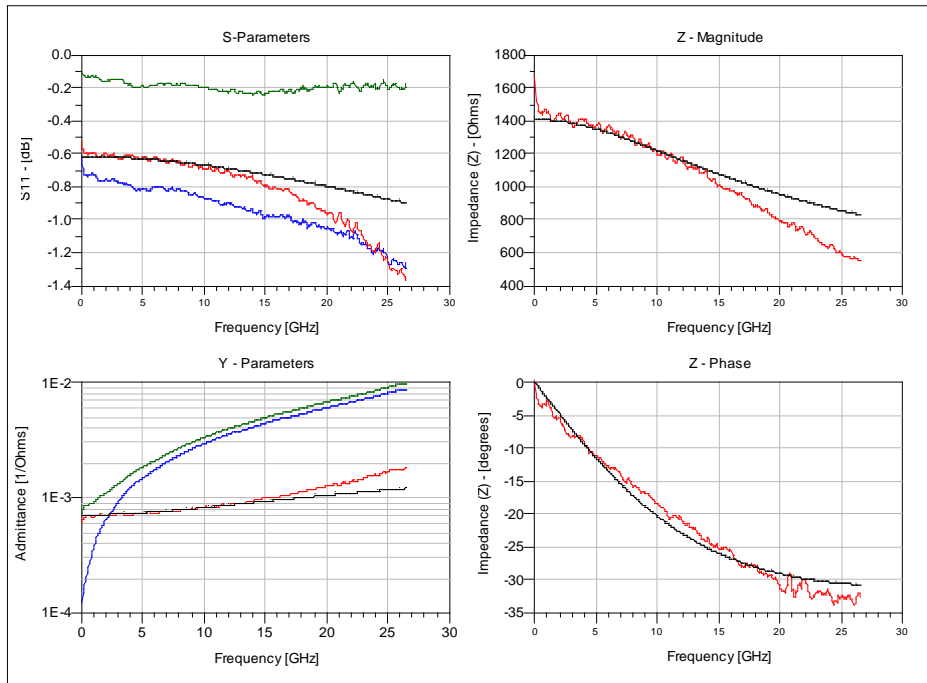 S-Parameters
S11 - [dB]
0.0
-0.2
-0.4
-0.6
-0.8
-1.0
-1.2
-1.4
0 5 10 15 20 25 30
Frequency [GHz]
Z - Magnitude
Impedance (Z) - [Ohms]
1800
1600
1400
1200
1000
800
600
400
0 5 10 15 20 25 30
Frequency [GHz]
Y - Parameters
Admittance [1/Ohms]
1E-2
1E-3
1E-4
0 5 10 15 20 25 30
Frequency [GHz]
Z - Phase
Impedance (Z) - [degrees]
0
-5
-10
-15
-20
-25
-30
-35
0 5 10 15 20 25 30
Frequency [GHz]